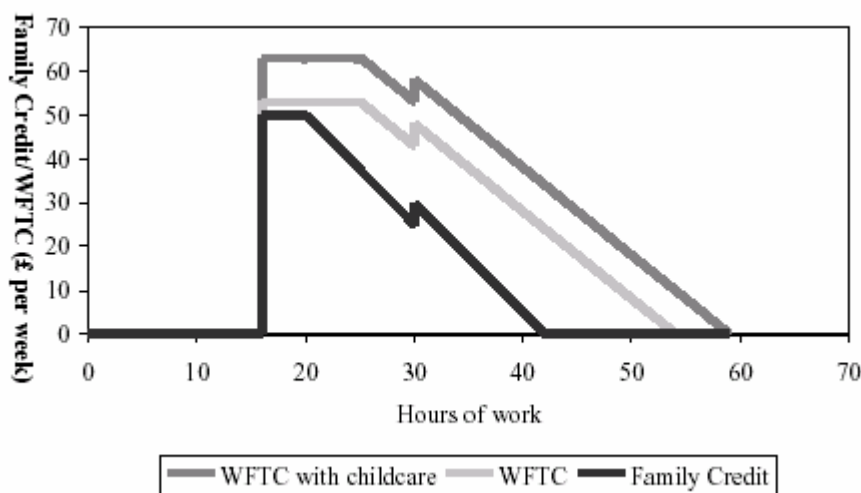 Family Credit/WFTC (£ per week)
70
60
50
40
30
20
10
0
0 10 20 30 40 50 60 70
Hours of work
WFTC with childcare WFTC Family Credit